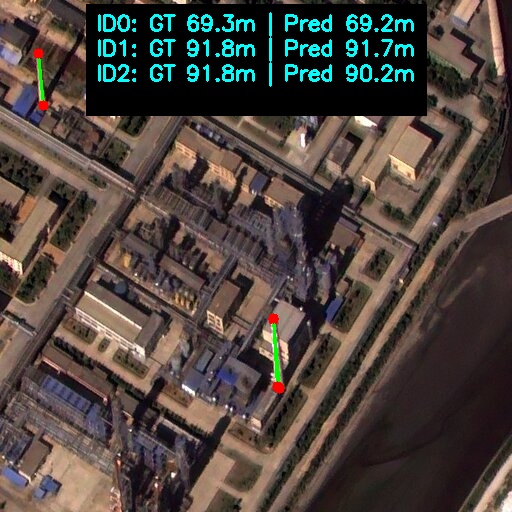 ID0: GT 69.3m | Pred 69.2m
ID1: GT 91.8m | Pred 91.7m
ID2: GT 91.8m | Pred 90.2m